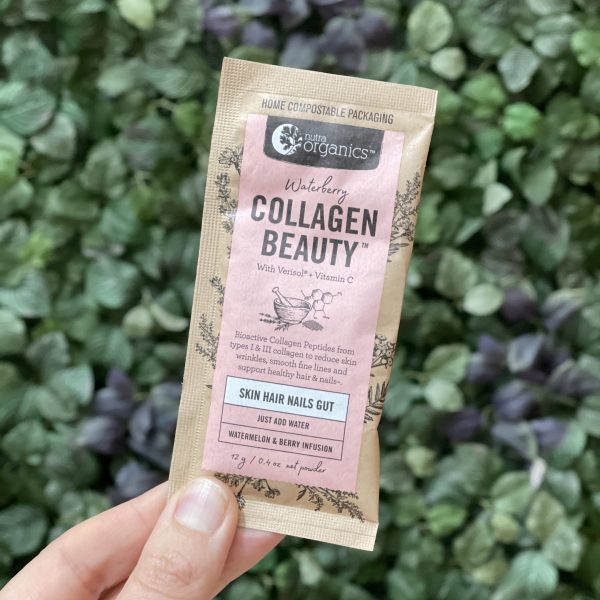 HOME COMPOSTABLE PACKAGING
nutra
organics™
Waterberry
COLLAGEN
BEAUTY™
With Verisol® + Vitamin C
Bioactive Collagen Peptides from
types I & III collagen to reduce skin
wrinkles, smooth fine lines and
support healthy hair & nails~.
SKIN HAIR NAILS GUT
JUST ADD WATER
WATERMELON & BERRY INFUSION
12 g / 0.4 oz net powder